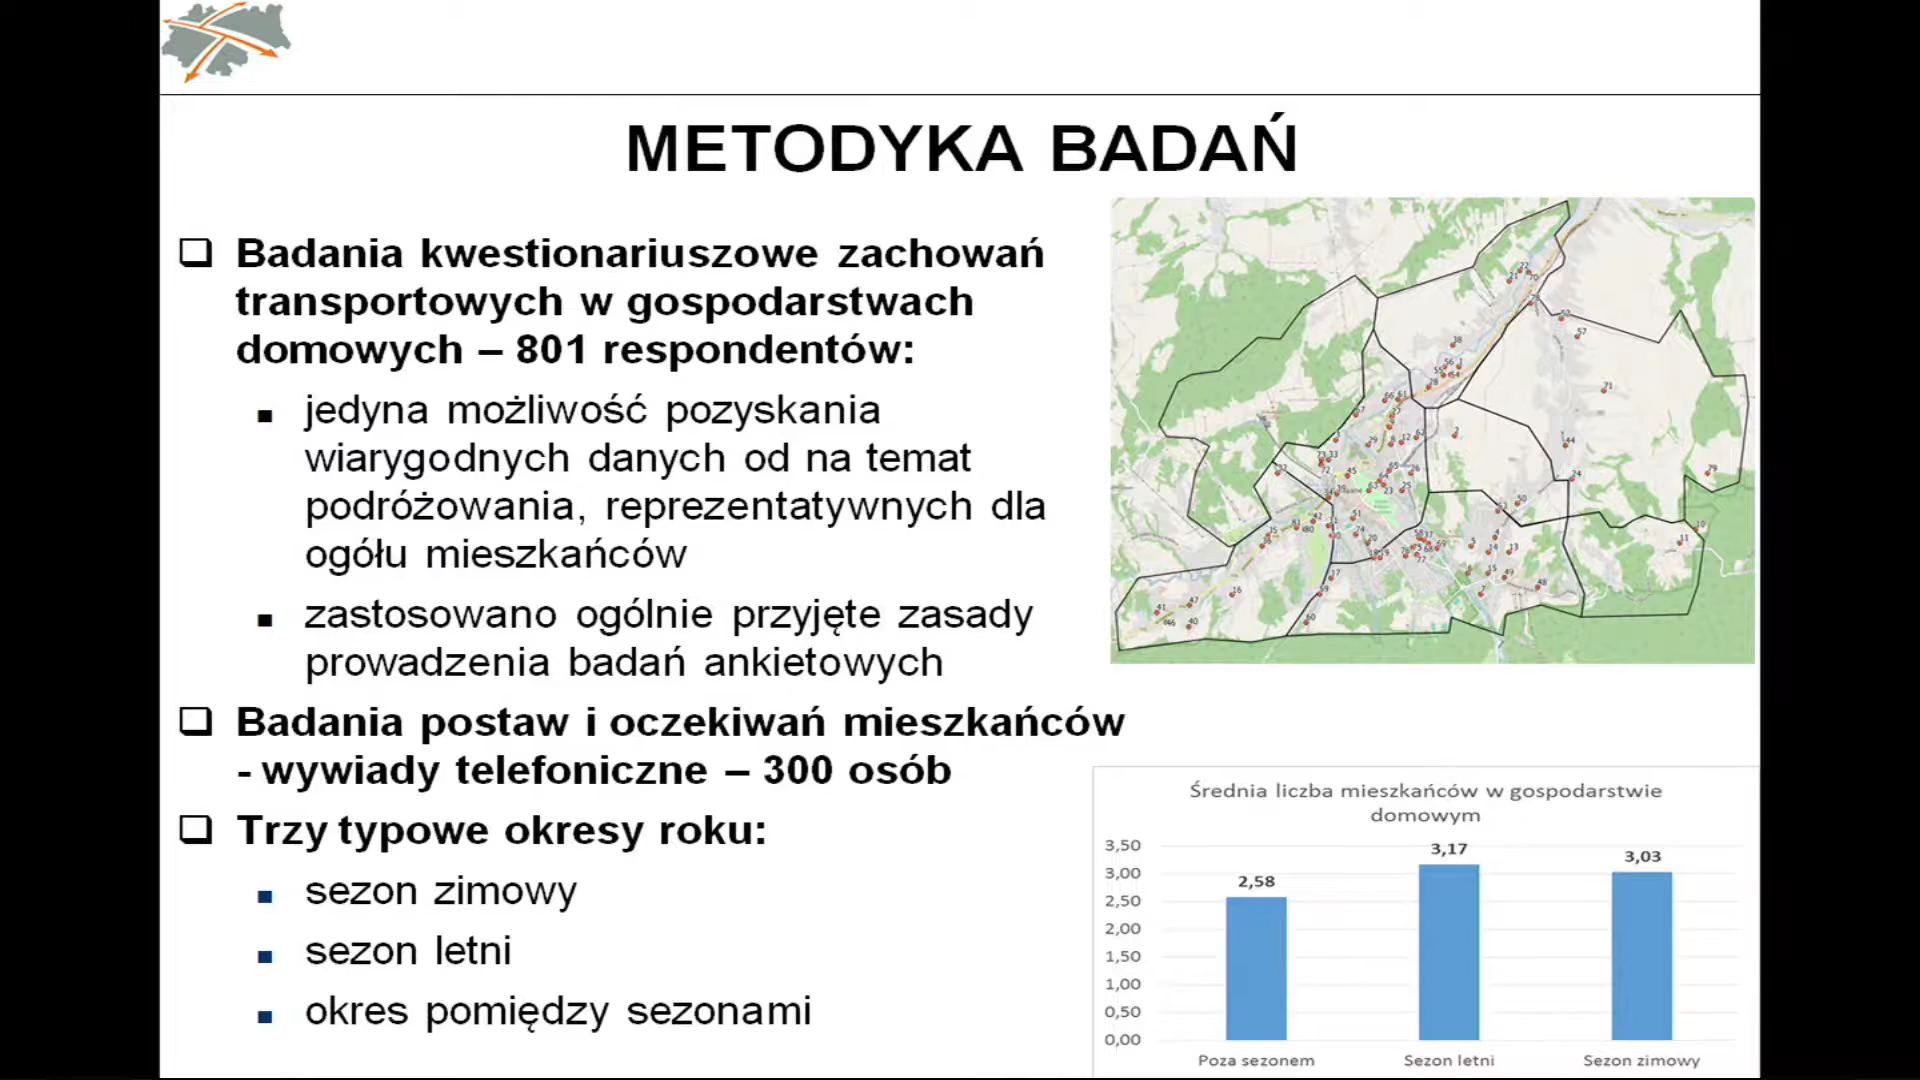 METODYKA BADAŃ
❑ Badania kwestionariuszowe zachowań
transportowych w gospodarstwach
domowych – 801 respondentów:
▪ jedyna możliwość pozyskania
wiarygodnych danych od na temat
podróżowania, reprezentatywnych dla
ogółu mieszkańców
▪ zastosowano ogólnie przyjęte zasady
prowadzenia badań ankietowych
❑ Badania postaw i oczekiwań mieszkańców
- wywiady telefoniczne – 300 osób
❑ Trzy typowe okresy roku:
▪ sezon zimowy
▪ sezon letni
▪ okres pomiędzy sezonami
Średnia liczba mieszkańców w gospodarstwie
domowym
3,50
3,00
2,50
2,00
1,50
1,00
0,50
0,00
2,58
3,17
3,03
Poza sezonem
Sezon letni
Sezon zimowy